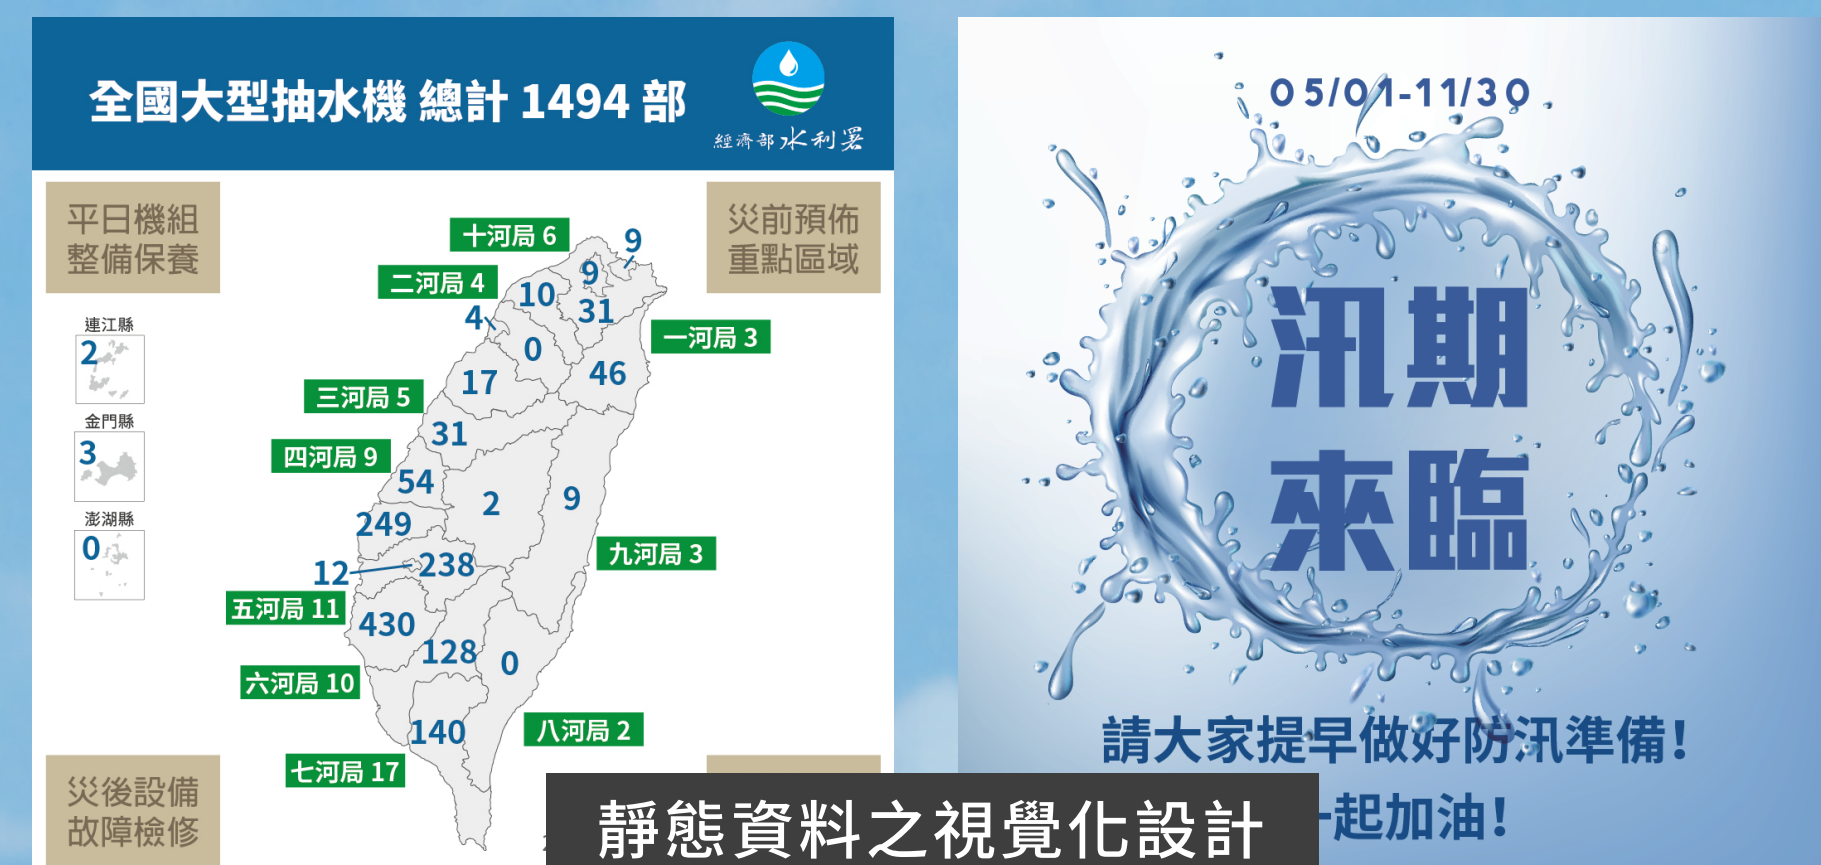 全國大型抽水機 總計 1494 部
經濟部水利署
平日機組
整備保養
災前預佈
重點區域
十河局 6
9
二河局 4
9
10
31
4
一河局 3
0
46
17
三河局 5
31
四河局 9
54
2
9
249
九河局 3
12
238
五河局 11
430
128
0
六河局 10
140
八河局 2
七河局 17
連江縣
2
金門縣
3
澎湖縣
0
災後設備
故障檢修
05/01-11/30
汛期
來臨
請大家提早做好防汛準備!
起加油!
靜態資料之視覺化設計